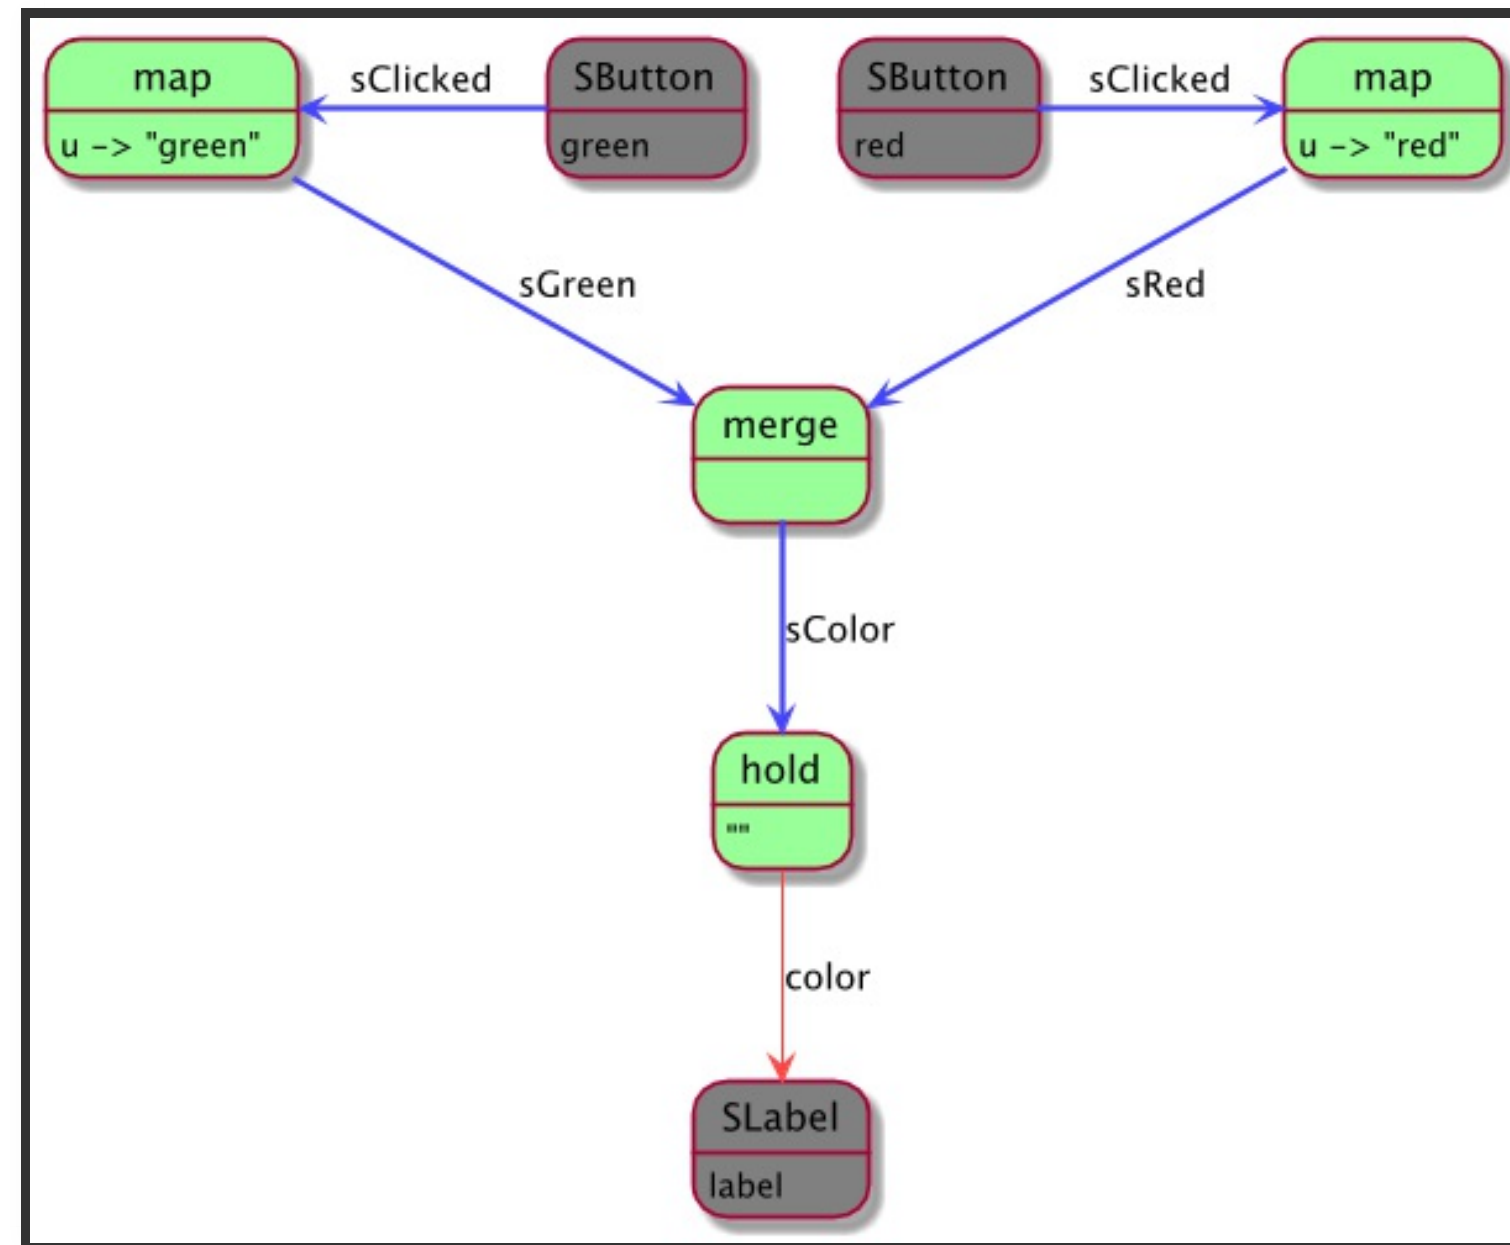 map
u -> "green"
sClicked
SButton
green
SButton
red
sClicked
map
u -> "red"
sGreen
sRed
merge
sColor
hold
""
color
SLabel
label